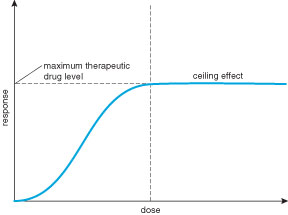 maximum therapeutic
drug level
ceiling effect
response
dose